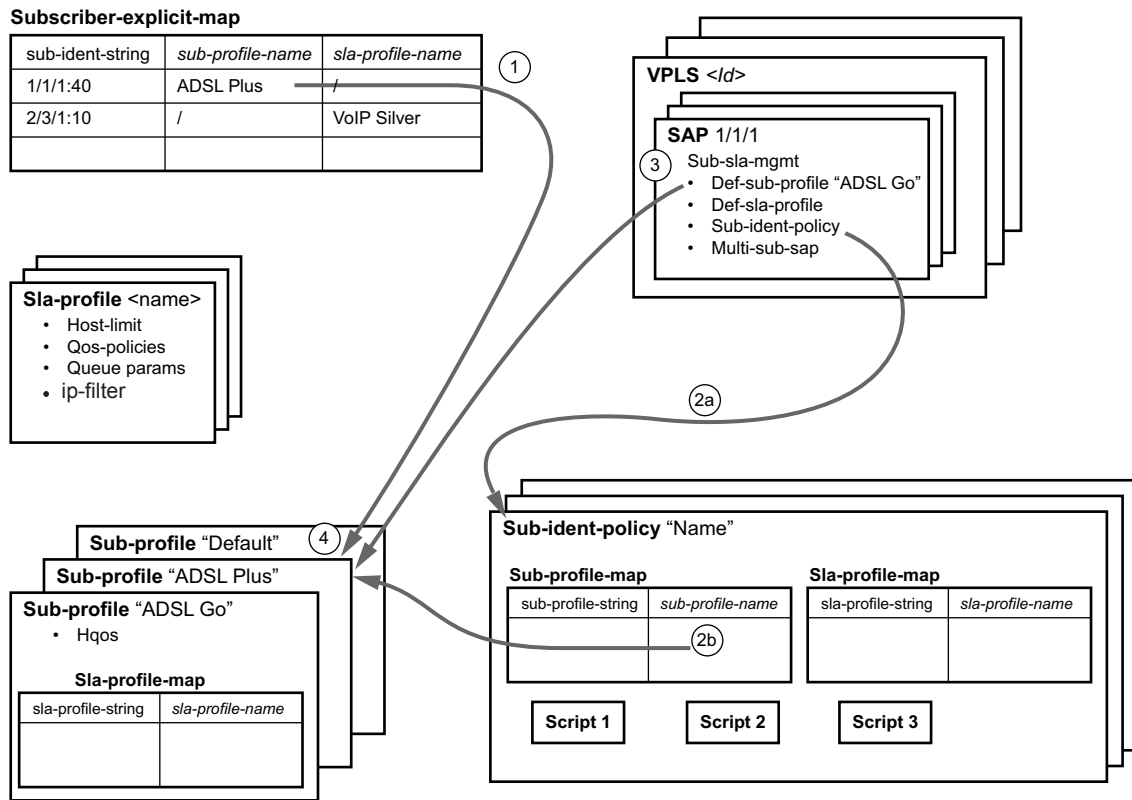 Subscriber-explicit-map
sub-ident-string sub-profile-name sla-profile-name
1/1/1:40 ADSL Plus /
2/3/1:10 / VoIP Silver
1
VPLS <Id>
SAP 1/1/1
3
Sub-sla-mgmt
• Def-sub-profile “ADSL Go”
• Def-sla-profile
• Sub-ident-policy
• Multi-sub-sap
Sla-profile <name>
• Host-limit
• Qos-policies
• Queue params
• ip-filter
2a
4
Sub-profile “Default”
Sub-profile “ADSL Plus”
Sub-profile “ADSL Go”
• Hqos
Sla-profile-map
sla-profile-string sla-profile-name
Sub-ident-policy “Name”
Sub-profile-map
sub-profile-string sub-profile-name
2b
Sla-profile-map
sla-profile-string sla-profile-name
Script 1
Script 2
Script 3